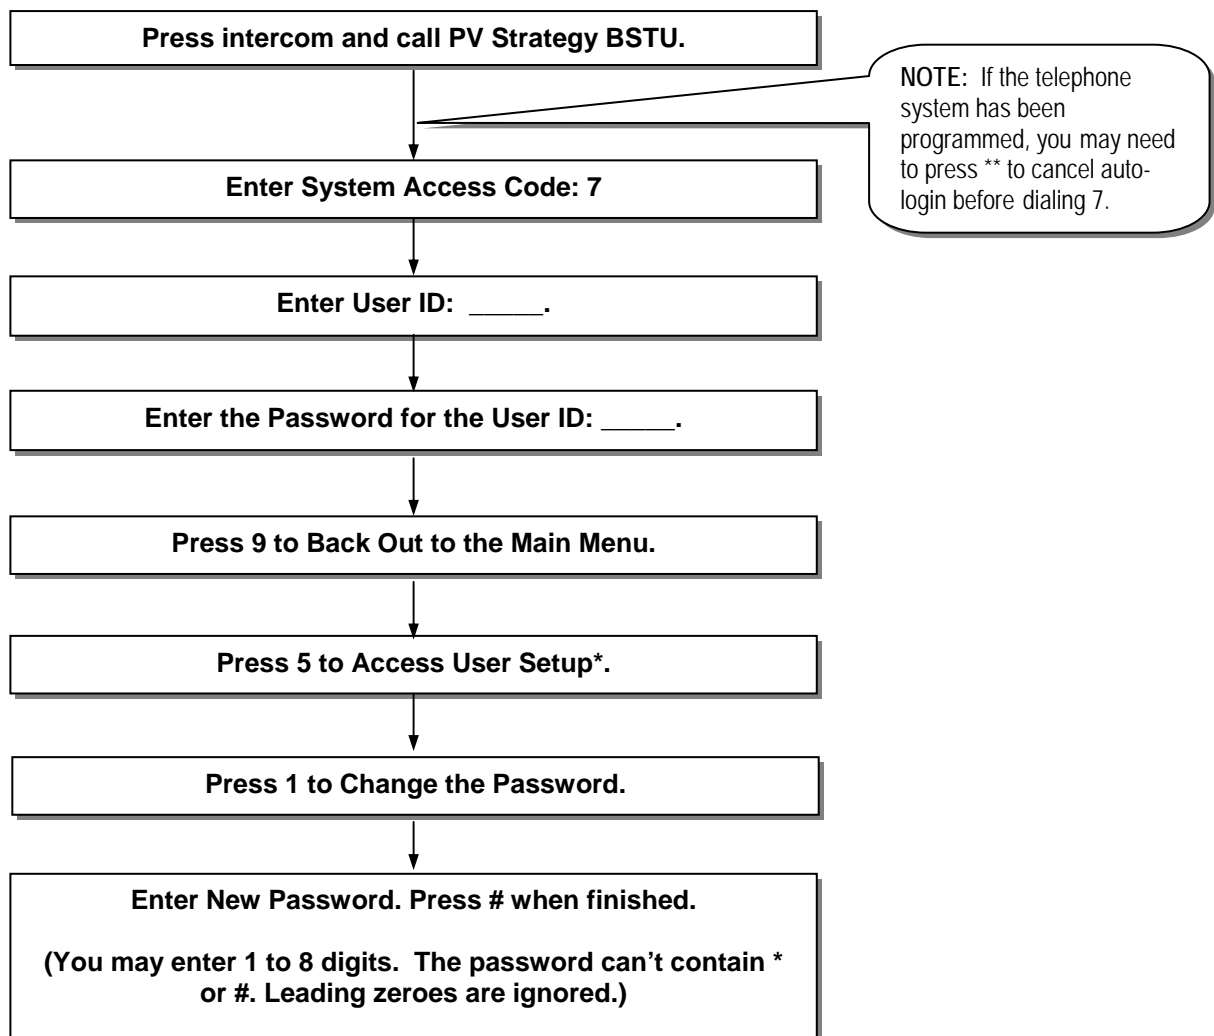 Press intercom and call PV Strategy BSTU.
NOTE: If the telephone
system has been
programmed, you may need
to press ** to cancel auto-
login before dialing 7.
Enter System Access Code: 7
Enter User ID: _____.
Enter the Password for the User ID: _____.
Press 9 to Back Out to the Main Menu.
Press 5 to Access User Setup*.
Press 1 to Change the Password.
Enter New Password. Press # when finished.
(You may enter 1 to 8 digits. The password can't contain *
or #. Leading zeroes are ignored.)